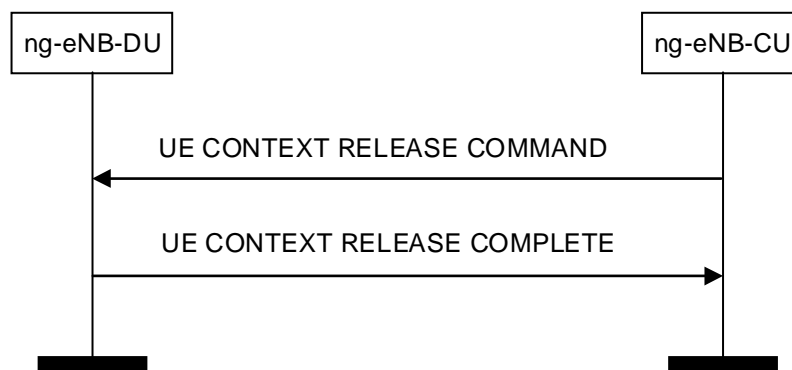 ng-eNB-DU
ng-eNB-CU
UE CONTEXT RELEASE COMMAND
UE CONTEXT RELEASE COMPLETE